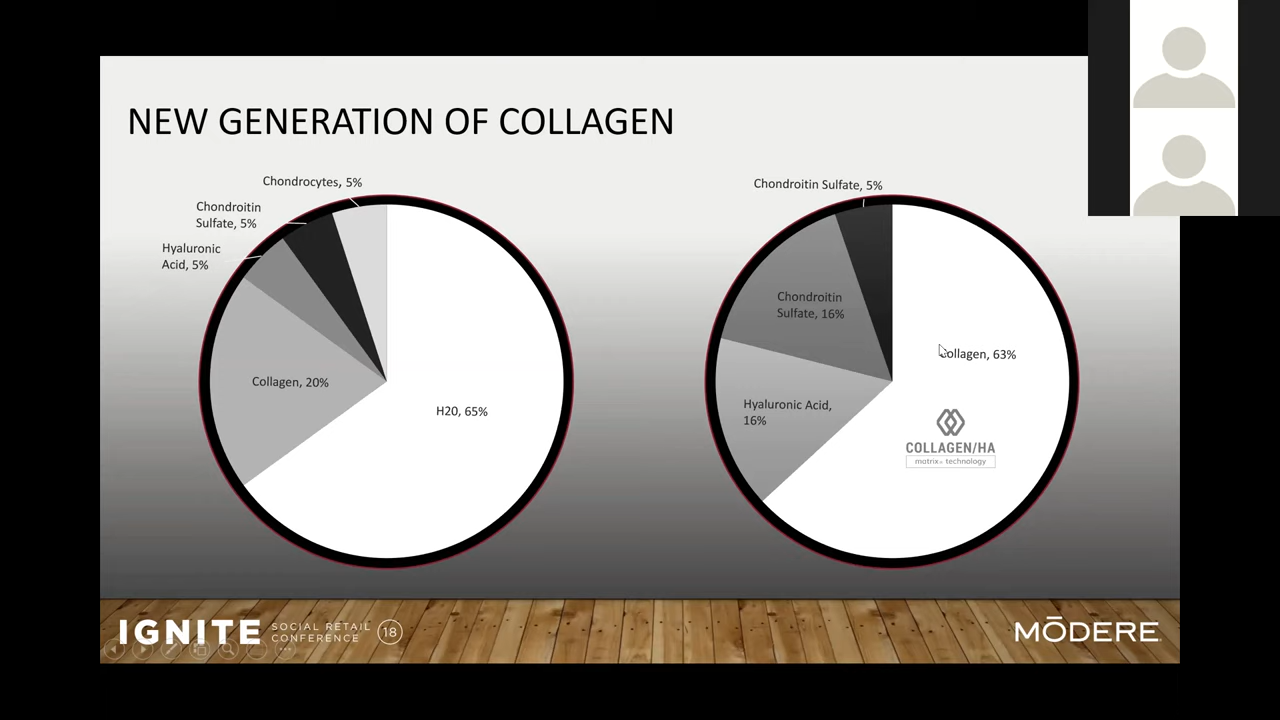 NEW GENERATION OF COLLAGEN
Chondrocytes, 5%
Chondroitin
Sulfate, 5%
Hyaluronic
Acid, 5%
Collagen, 20%
H20, 65%
Chondroitin Sulfate, 5%
Chondroitin
Sulfate, 16%
Hyaluronic Acid,
16%
Collagen, 63%
COLLAGEN/HA
matrix™ technology
IGNITE
SOCIAL RETAIL
CONFERENCE
18
MŌDERE